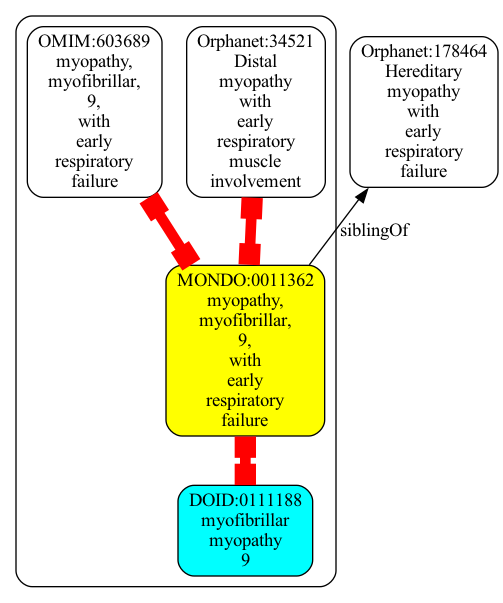 OMIM:603689
myopathy,
myofibrillar,
9,
with
early
respiratory
failure
Orphanet:34521
Distal
myopathy
with
early
respiratory
muscle
involvement
Orphanet:178464
Hereditary
myopathy
with
early
respiratory
failure
siblingOf
MONDO:0011362
myopathy,
myofibrillar,
9,
with
early
respiratory
failure
DOID:0111188
myofibrillar
myopathy
9